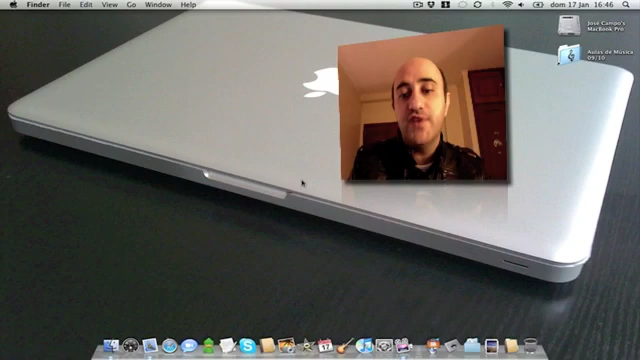 Finder File Edit View Go Window Help
dom 17 Jan 16:46
José Campo's
MacBook Pro
Aulas de Música
09/10
17